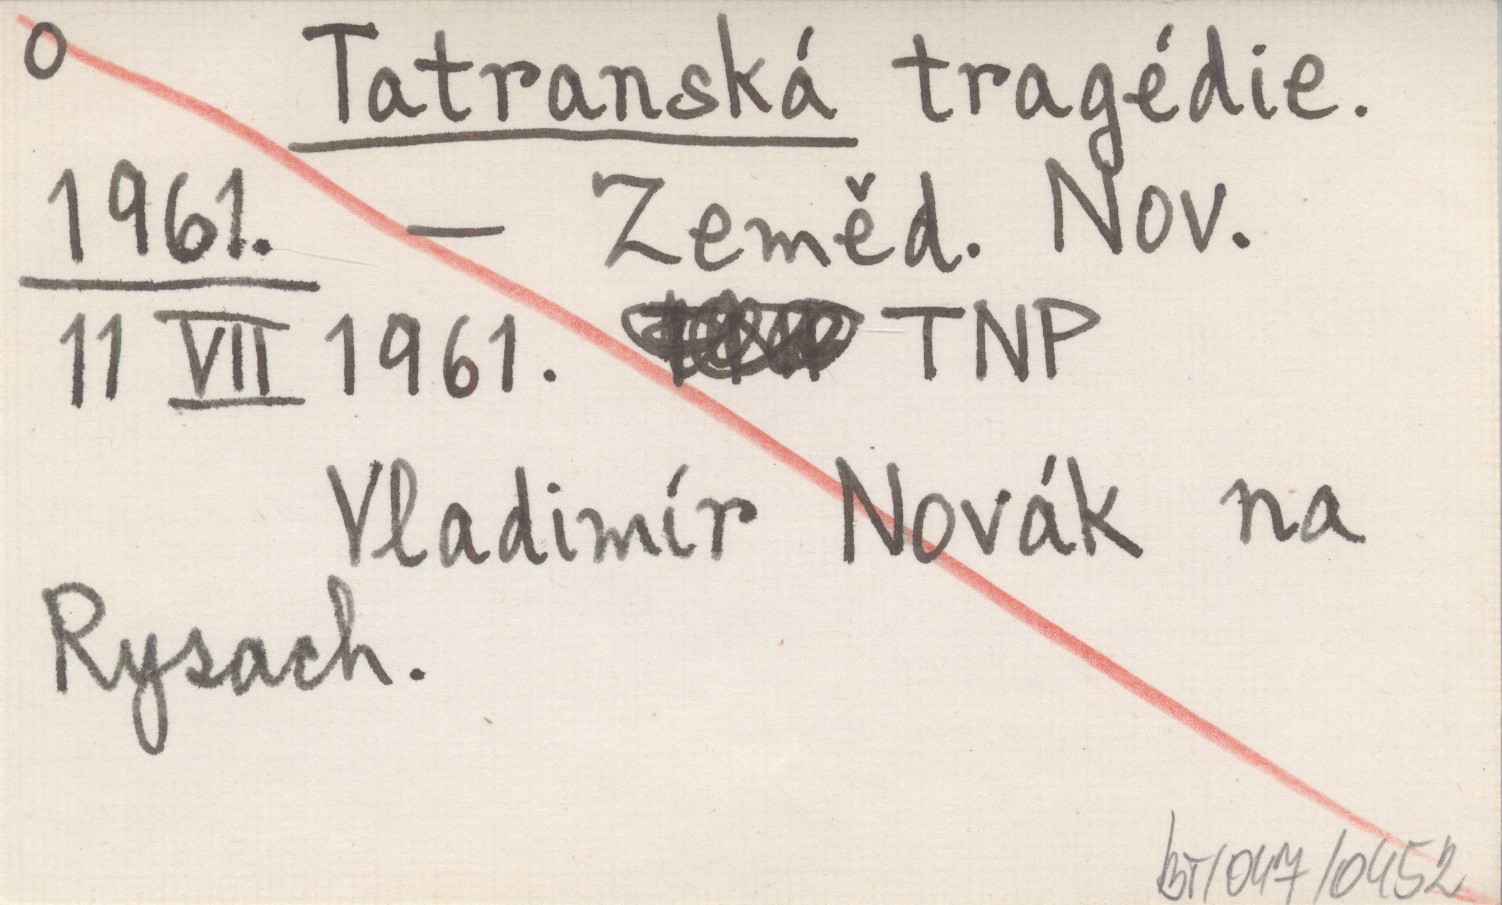 O Tatranská tragédie.
1961. — Zeměd. Nov.
11 VII 1961. TNP
Vladimír Novák na
Rysach.
bT/047/0452